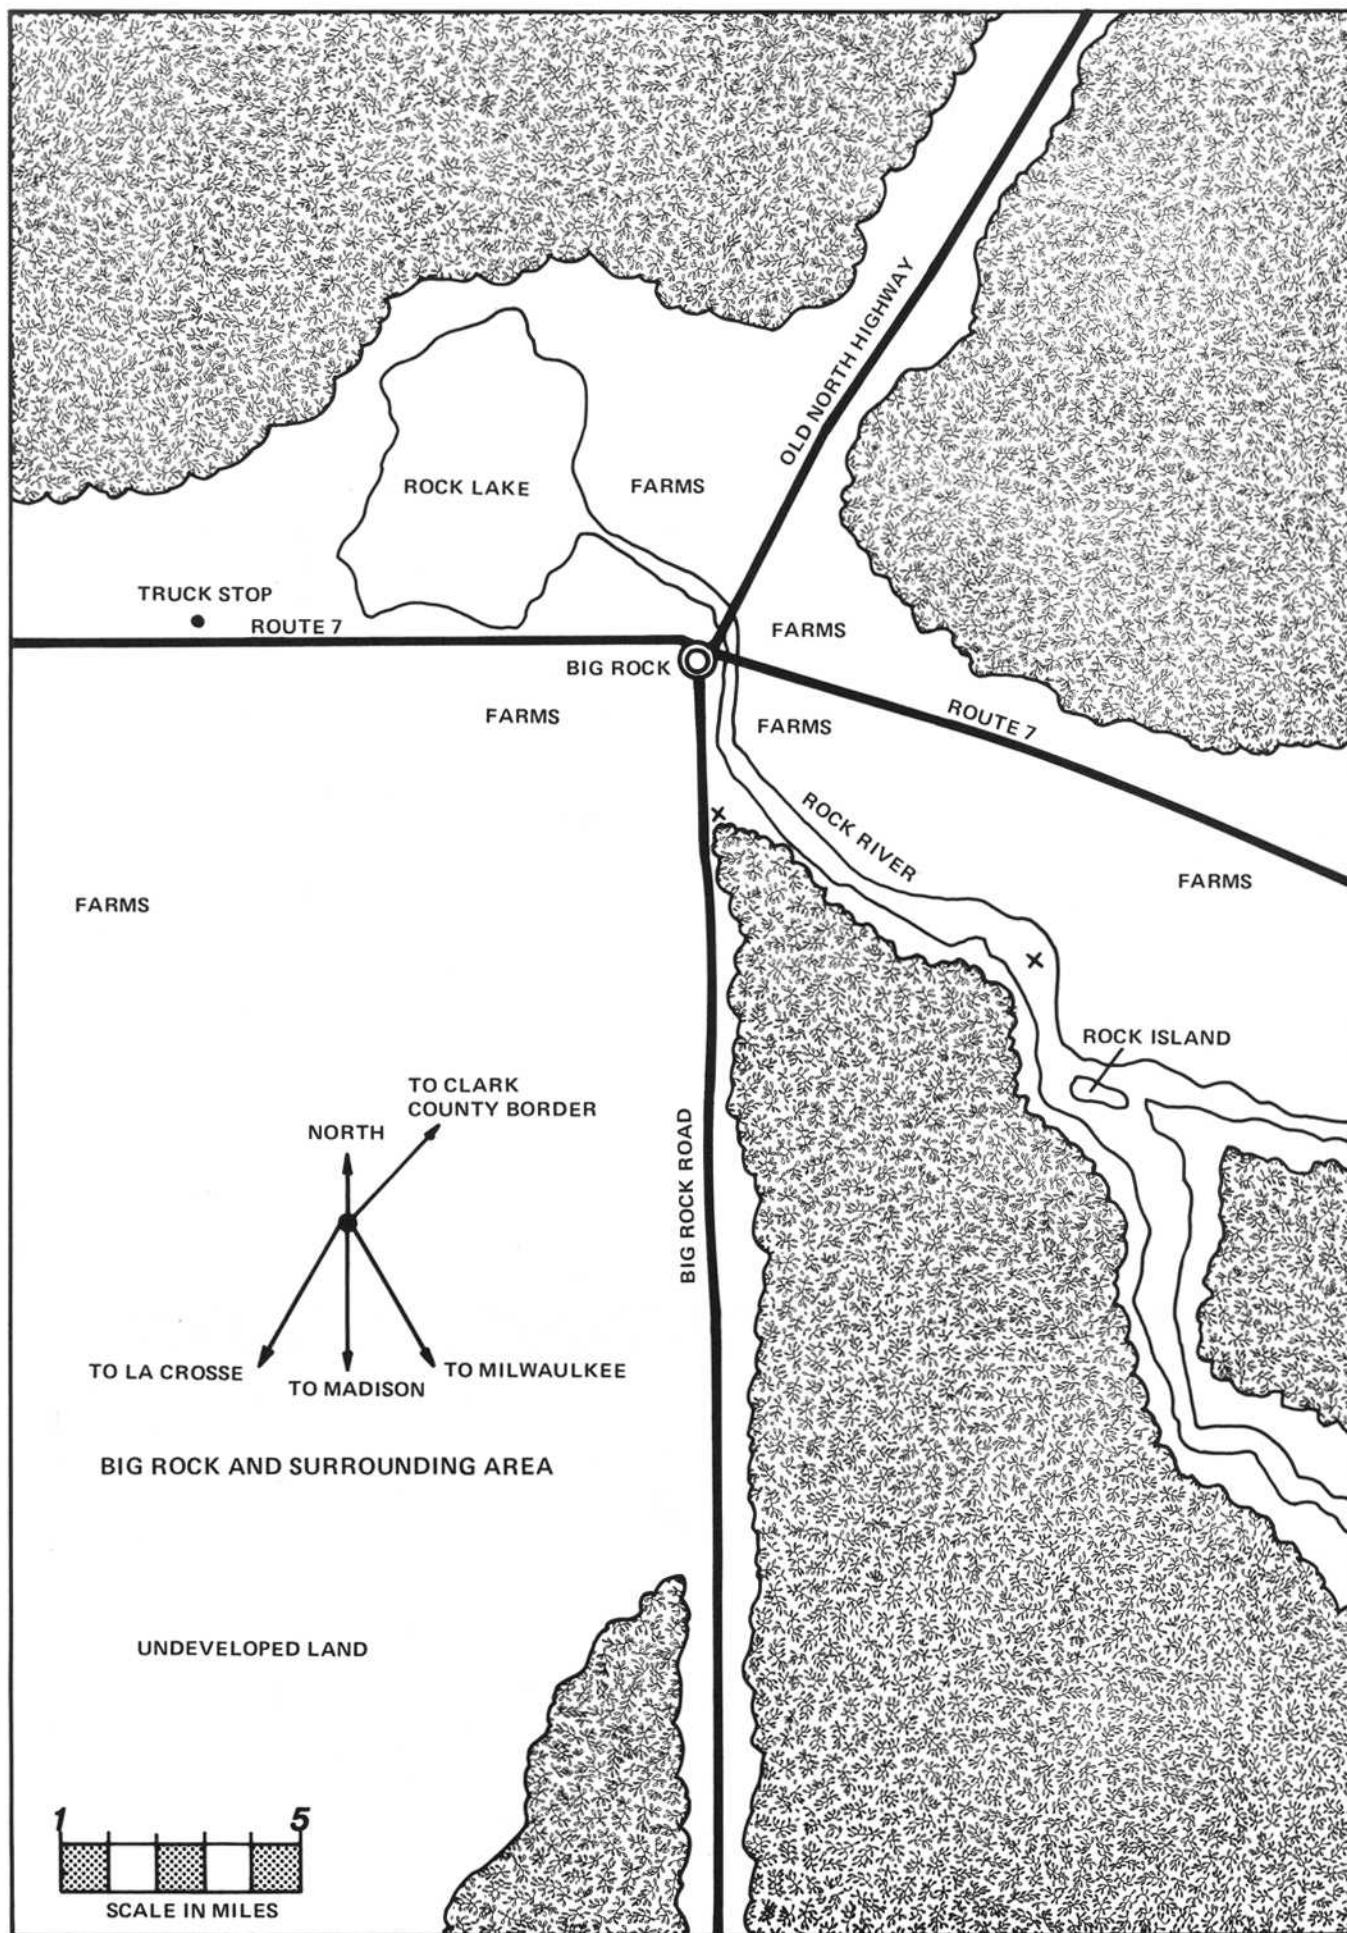 OLD NORTH HIGHWAY
ROCK LAKE
FARMS
TRUCK STOP
ROUTE 7
FARMS
BIG ROCK
FARMS
FARMS
ROUTE 7
ROCK RIVER
FARMS
FARMS
ROCK ISLAND
TO CLARK
COUNTY BORDER
NORTH
BIG ROCK ROAD
TO LA CROSSE
TO MADISON
TO MILWAULKEE
BIG ROCK AND SURROUNDING AREA
UNDEVELOPED LAND
1 5
SCALE IN MILES